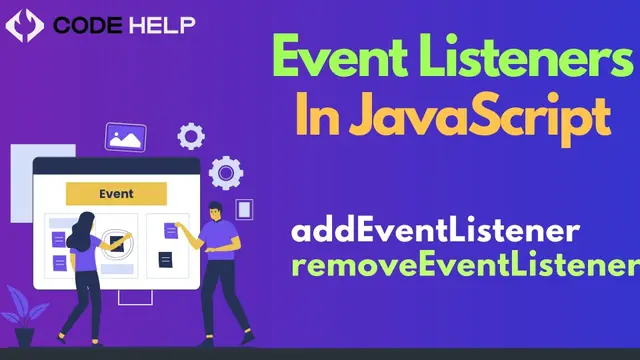 CODE HELP
Event Listeners
In JavaScript
Event
addEventListener
removeEventListener